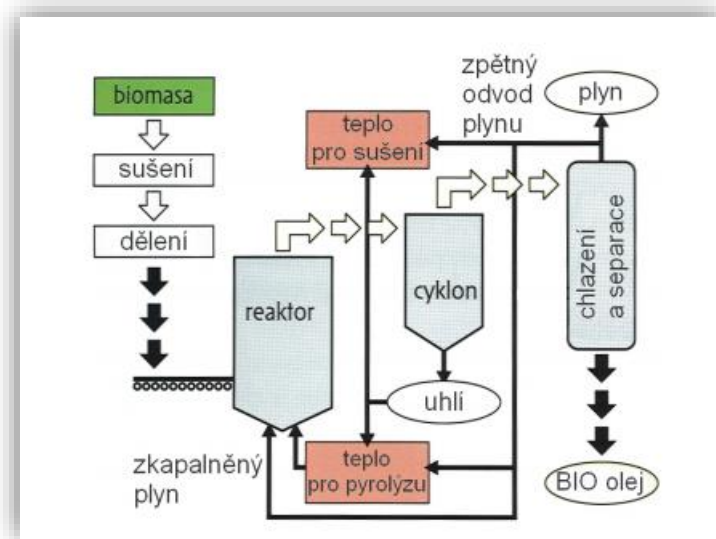 biomasa
sušení
dělení
teplo
pro sušení
zpětný
odvod
plynu
plyn
reaktor
cyklon
chlazení
a separace
uhlí
zkapalněný
plyn
teplo
pro pyrolýzu
BIO olej